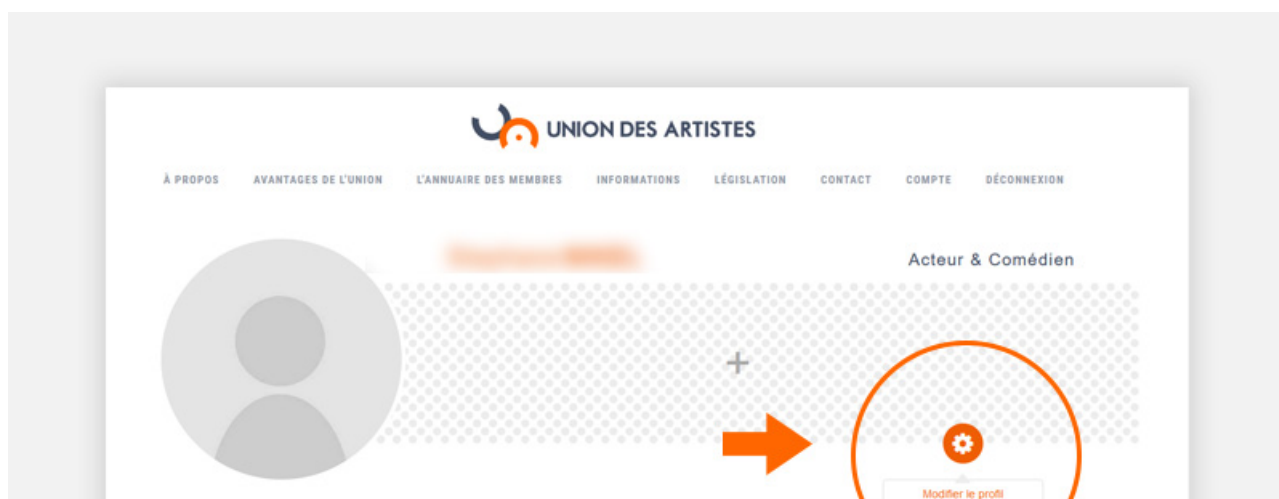 UNION DES ARTISTES
À PROPOS AVANTAGES DE L'UNION L'ANNUAIRE DES MEMBRES INFORMATIONS LÉGISLATION CONTACT COMPTE DÉCONNEXION
Acteur & Comédien
Modifier le profil